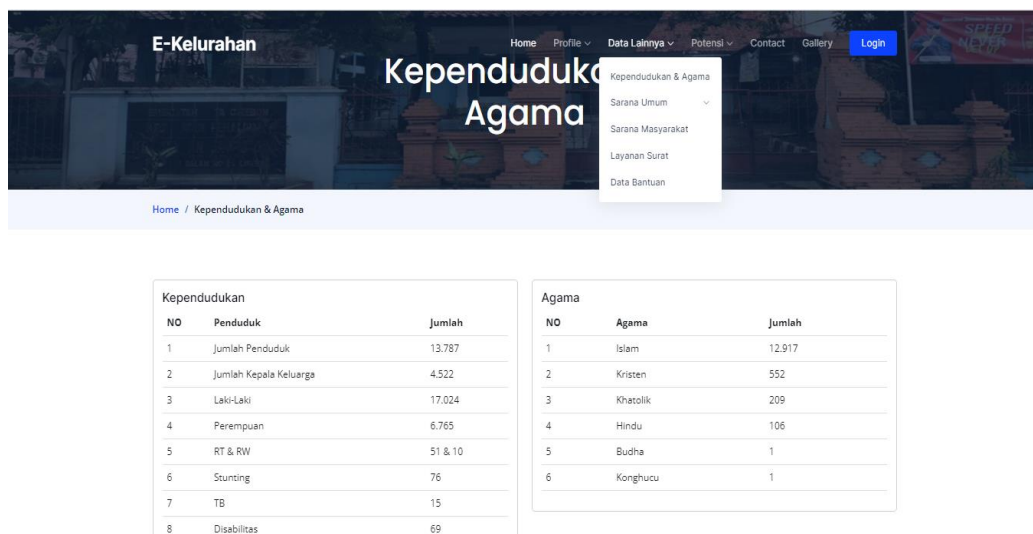 E-Kelurahan
Home Profile Data Lainnya Potensi Contact Gallery Login
SPEED
NEVER
Kependuduka
Agama
Kependudukan & Agama
Sarana Umum
Sarana Masyarakat
Layanan Surat
Data Bantuan
Home / Kependudukan & Agama
Kependudukan
NO Penduduk Jumlah
1 Jumlah Penduduk 13.787
2 Jumlah Kepala Keluarga 4.522
3 Laki-Laki 17.024
4 Perempuan 6.765
5 RT & RW 51 & 10
6 Stunting 76
7 TB 15
8 Disabilitas 69
Agama
NO Agama Jumlah
1 Islam 12.917
2 Kristen 552
3 Khatolik 209
4 Hindu 106
5 Budha 1
6 Konghucu 1